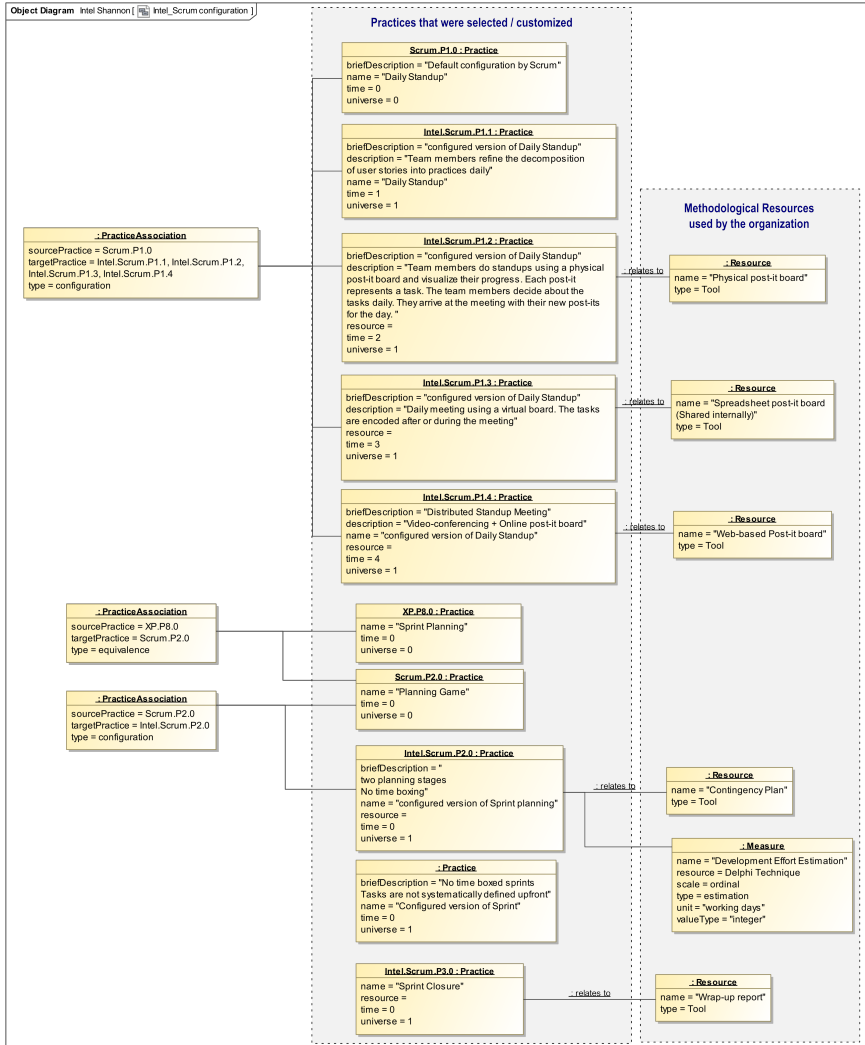 Object Diagram Intel Shannon [ Intel_Scrum configuration ]
Practices that were selected / customized
Scrum.P1.0 : Practice
briefDescription = "Default configuration by Scrum"
name = "Daily Standup"
time = 0
universe = 0
Intel.Scrum.P1.1 : Practice
briefDescription = "configured version of Daily Standup"
description = "Team members refine the decomposition
of user stories into practices daily"
name = "Daily Standup"
time = 1
universe = 1
Methodological Resources
used by the organization
: PracticeAssociation
sourcePractice = Scrum.P1.0
targetPractice = Intel.Scrum.P1.1, Intel.Scrum.P1.2,
Intel.Scrum.P1.3, Intel.Scrum.P1.4
type = configuration
Intel.Scrum.P1.2 : Practice
briefDescription = "configured version of Daily Standup"
description = "Team members do standups using a physical
post-it board and visualize their progress. Each post-it
represents a task. The team members decide about the
tasks daily. They arrive at the meeting with their new post-its
for the day. "
resource =
time = 2
universe = 1
: relates to
: Resource
name = "Physical post-it board"
type = Tool
Intel.Scrum.P1.3 : Practice
briefDescription = "configured version of Daily Standup"
description = "Daily meeting using a virtual board. The tasks
are encoded after or during the meeting"
resource =
time = 3
universe = 1
: relates to
: Resource
name = "Spreadsheet post-it board
(Shared internally)"
type = Tool
Intel.Scrum.P1.4 : Practice
briefDescription = "Distributed Standup Meeting"
description = "Video-conferencing + Online post-it board"
name = "configured version of Daily Standup"
resource =
time = 4
universe = 1
: relates to
: Resource
name = "Web-based Post-it board"
type = Tool
: PracticeAssociation
sourcePractice = XP.P8.0
targetPractice = Scrum.P2.0
type = equivalence
XP.P8.0 : Practice
name = "Sprint Planning"
time = 0
universe = 0
Scrum.P2.0 : Practice
name = "Planning Game"
time = 0
universe = 0
: PracticeAssociation
sourcePractice = Scrum.P2.0
targetPractice = Intel.Scrum.P2.0
type = configuration
Intel.Scrum.P2.0 : Practice
briefDescription = "
two planning stages
No time boxing"
name = "configured version of Sprint planning"
resource =
time = 0
universe = 1
: relates to
: Resource
name = "Contingency Plan"
type = Tool
: Measure
name = "Development Effort Estimation"
resource = Delphi Technique
scale = ordinal
type = estimation
unit = "working days"
valueType = "integer"
: Practice
briefDescription = "No time boxed sprints
Tasks are not systematically defined upfront"
name = "Configured version of Sprint"
time = 0
universe = 1
Intel.Scrum.P3.0 : Practice
name = "Sprint Closure"
resource =
time = 0
universe = 1
: relates to
: Resource
name = "Wrap-up report"
type = Tool